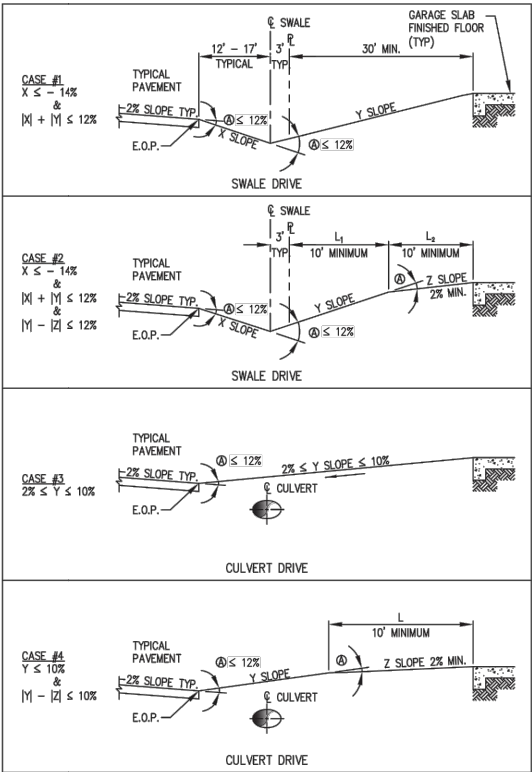 CASE #1
X ≤ - 14%
&
|X| + |Y| ≤ 12%
TYPICAL
PAVEMENT
2% SLOPE TYP.
E.O.P.
12' - 17'
TYPICAL
℄ SWALE
3'
TYP
PL
30' MIN.
GARAGE SLAB
FINISHED FLOOR
(TYP)
Ⓐ ≤ 12%
X SLOPE
Y SLOPE
Ⓐ ≤ 12%
SWALE DRIVE
CASE #2
X ≤ - 14%
&
|X| + |Y| ≤ 12%
&
|Y| - |Z| ≤ 12%
TYPICAL
PAVEMENT
2% SLOPE TYP.
E.O.P.
℄ SWALE
3'
TYP
PL
L₁
10' MINIMUM
L₂
10' MINIMUM
Ⓐ ≤ 12%
X SLOPE
Y SLOPE
Ⓐ ≤ 12%
Ⓐ
Z SLOPE
2% MIN.
SWALE DRIVE
CASE #3
2% ≤ Y ≤ 10%
TYPICAL
PAVEMENT
2% SLOPE TYP.
E.O.P.
Ⓐ ≤ 12%
2% ≤ Y SLOPE ≤ 10%
℄ CULVERT
CULVERT DRIVE
CASE #4
Y ≤ 10%
&
|Y| - |Z| ≤ 10%
TYPICAL
PAVEMENT
2% SLOPE TYP.
E.O.P.
Ⓐ ≤ 12%
Y SLOPE
℄ CULVERT
L
10' MINIMUM
Ⓐ
Z SLOPE 2% MIN.
CULVERT DRIVE